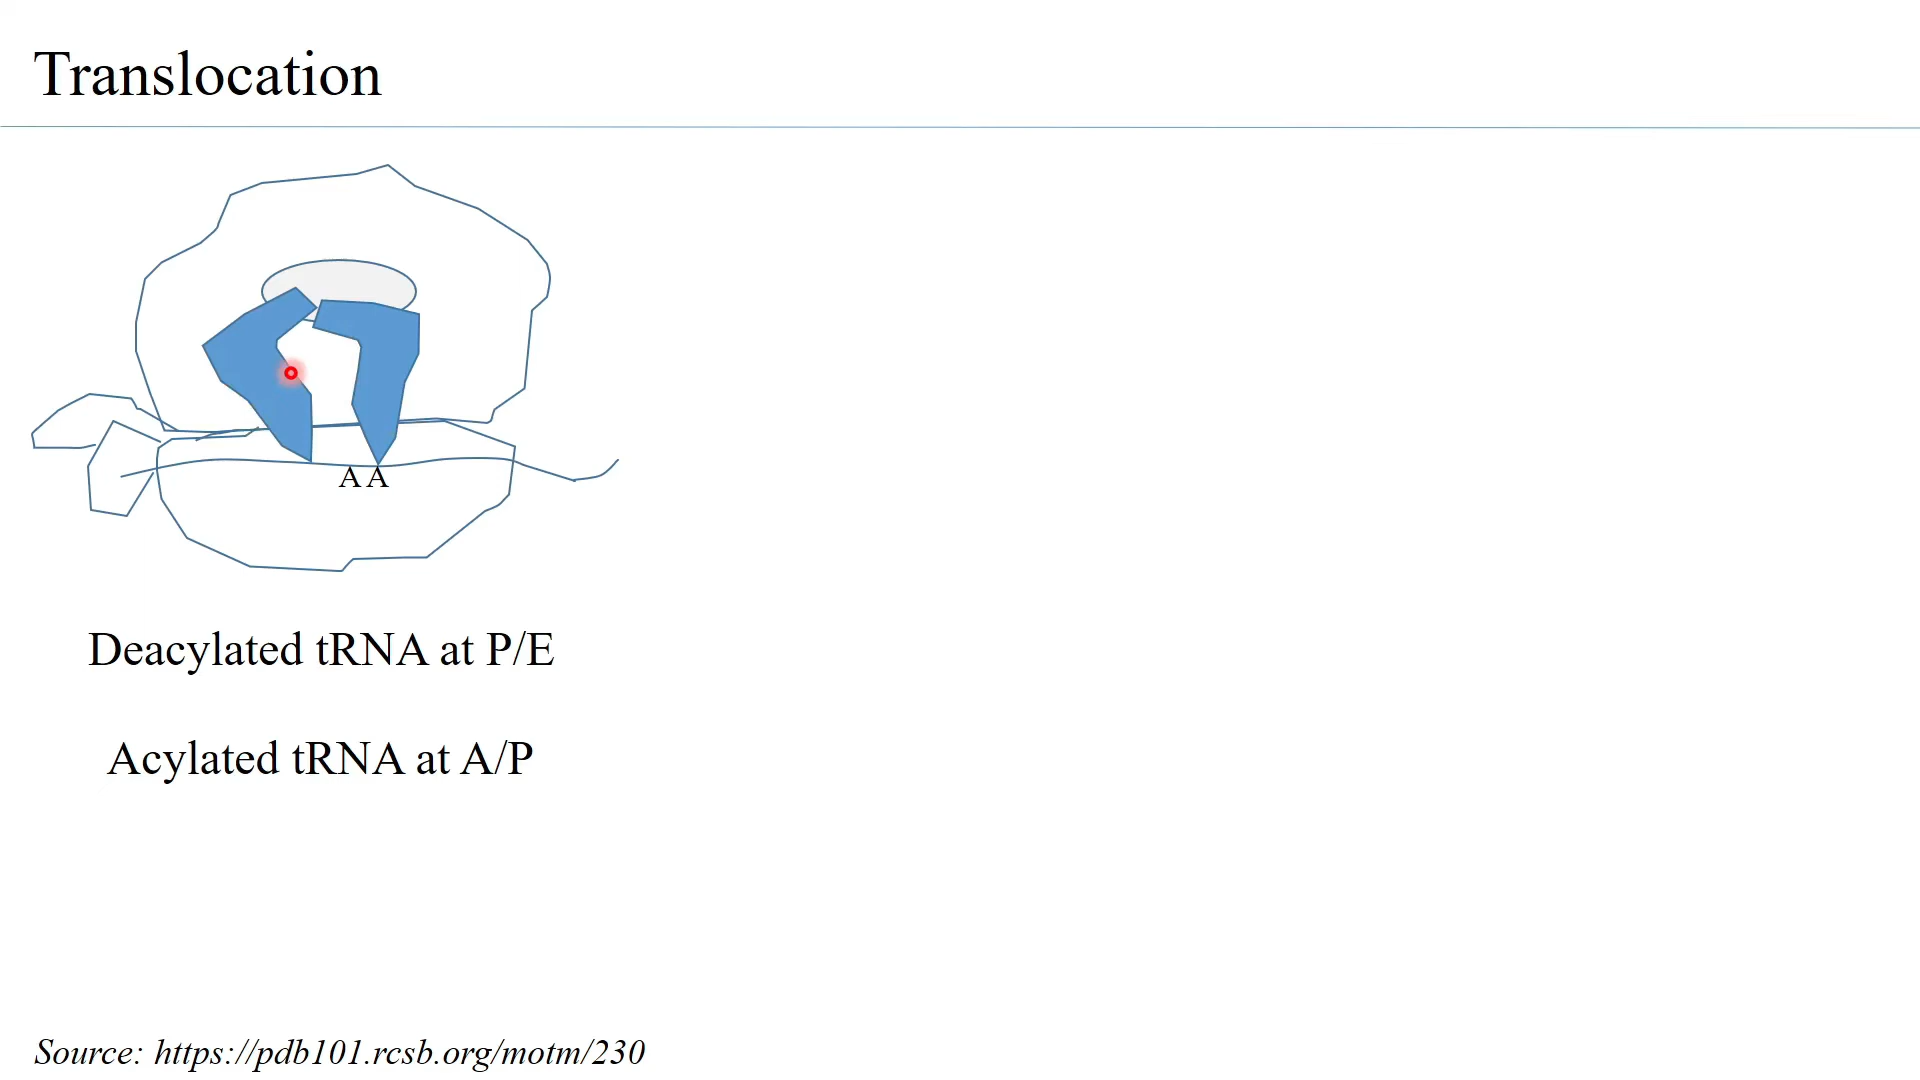 Translocation
A A
Deacylated tRNA at P/E
Acylated tRNA at A/P
Source: https://pdb101.rcsb.org/motm/230